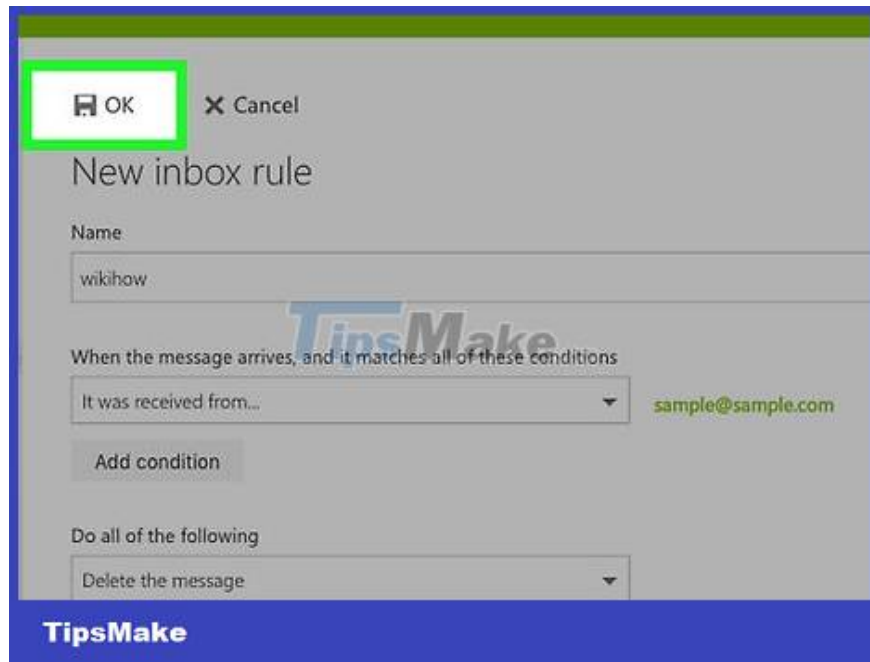 OK Cancel
New inbox rule
Name
wikihow
TipsMake
When the message arrives, and it matches all of these conditions
It was received from... sample@sample.com
Add condition
Do all of the following
Delete the message
TipsMake